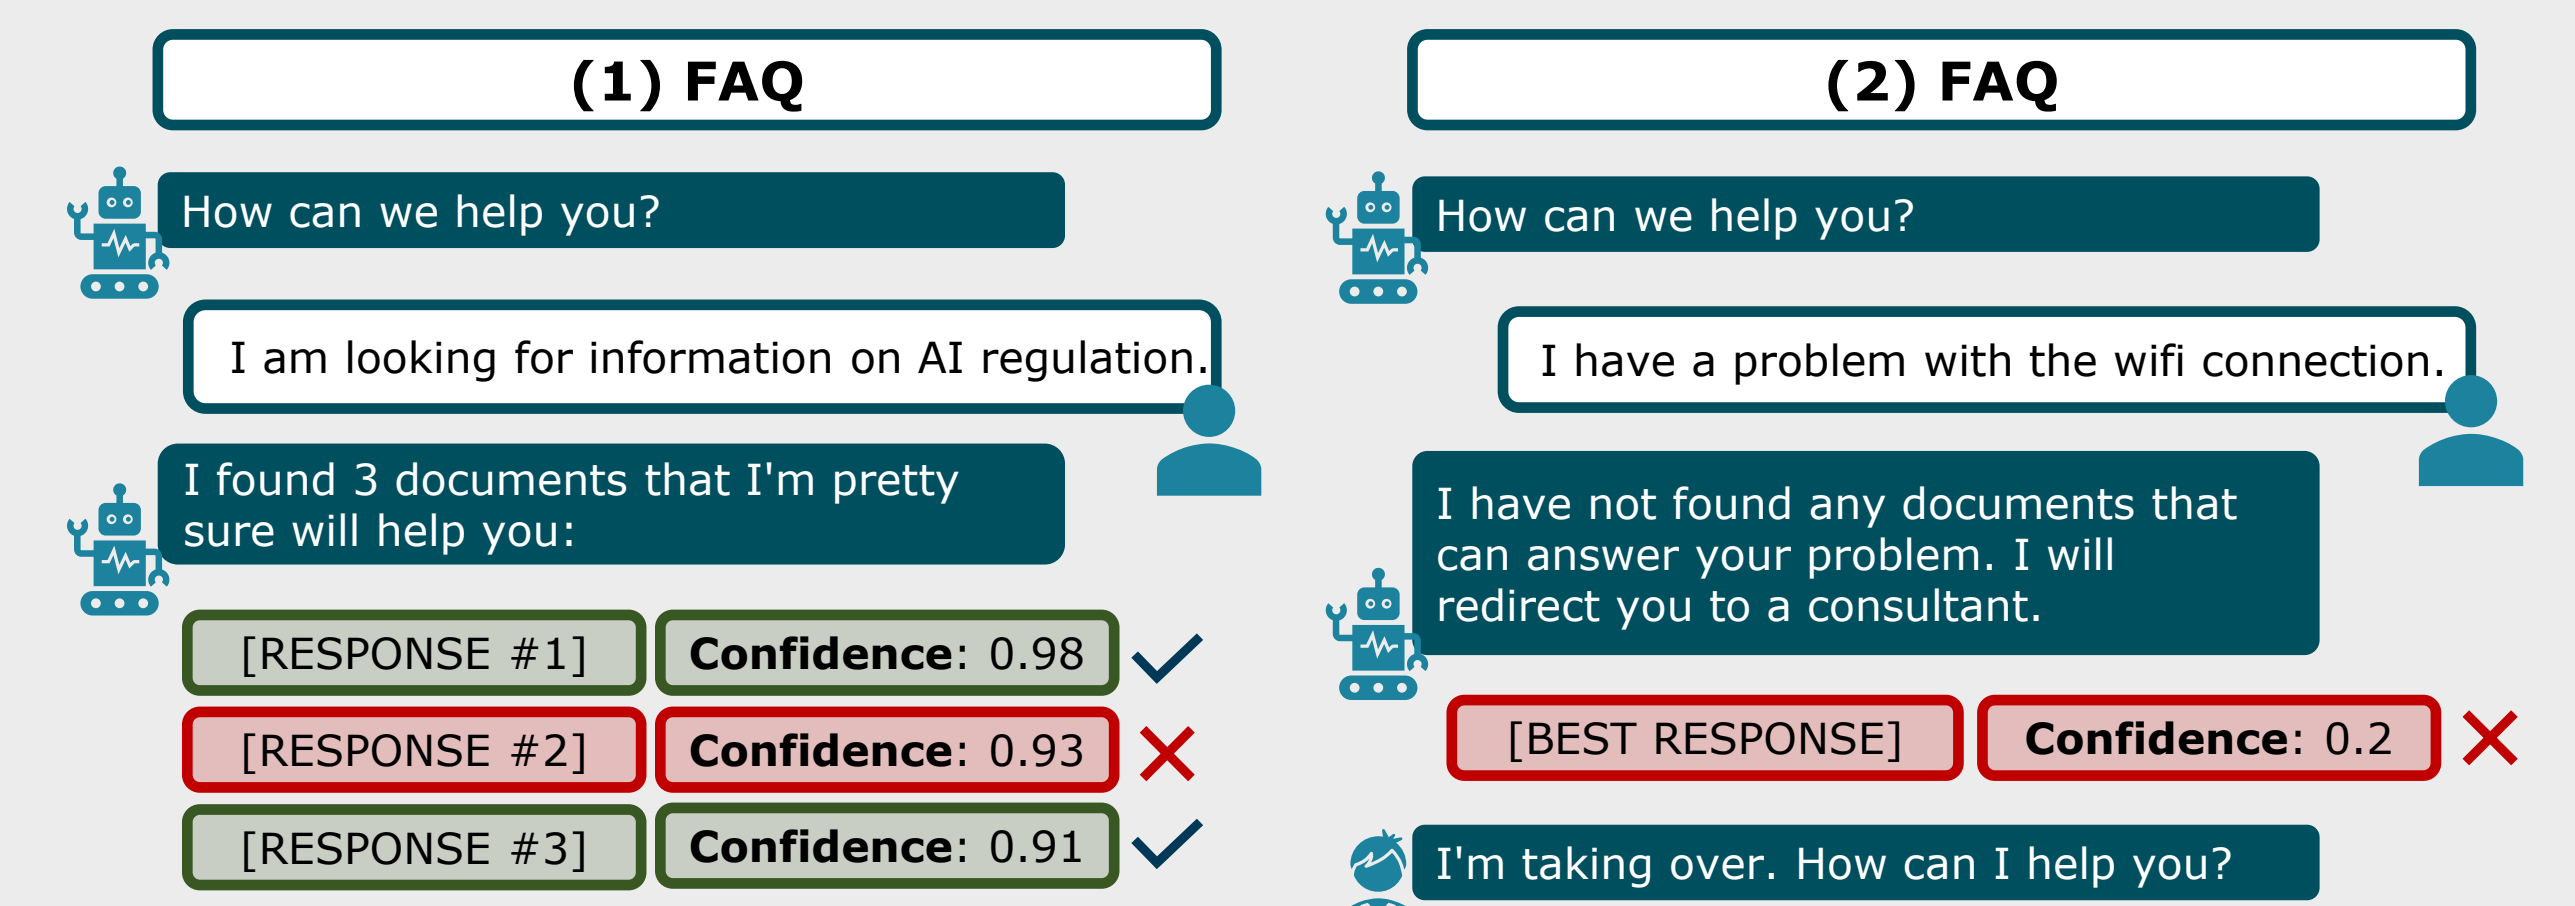 (1) FAQ
How can we help you?
I am looking for information on AI regulation.
I found 3 documents that I'm pretty
sure will help you:
[RESPONSE #1] Confidence: 0.98
[RESPONSE #2] Confidence: 0.93
[RESPONSE #3] Confidence: 0.91
(2) FAQ
How can we help you?
I have a problem with the wifi connection.
I have not found any documents that
can answer your problem. I will
redirect you to a consultant.
[BEST RESPONSE] Confidence: 0.2
I'm taking over. How can I help you?